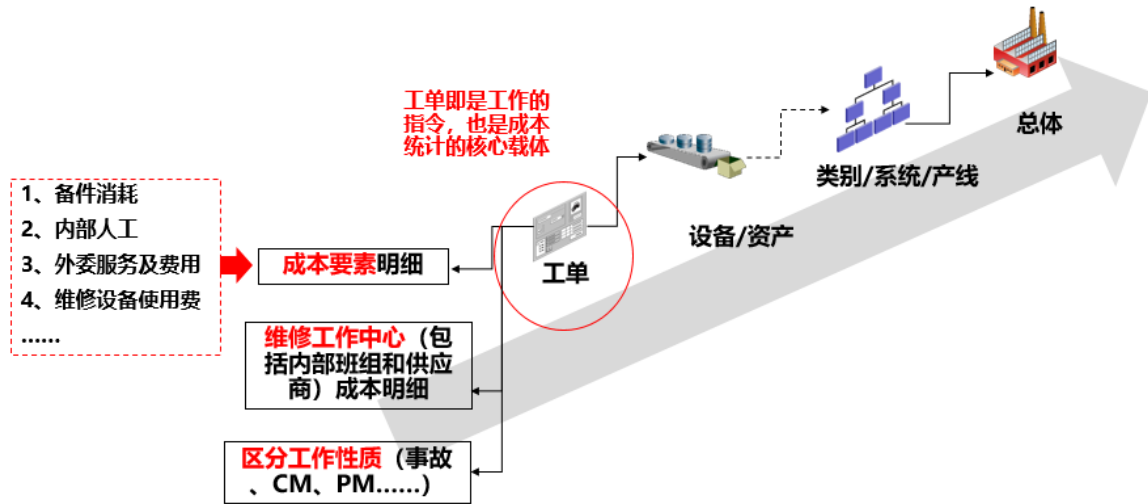 工单即是工作的
指令，也是成本
统计的核心载体
总体
类别/系统/产线
设备/资产
工单
1、备件消耗
2、内部人工
3、外委服务及费用
4、维修设备使用费
......
成本要素明细
维修工作中心（包
括内部班组和供应
商）成本明细
区分工作性质（事故
、CM、PM......）